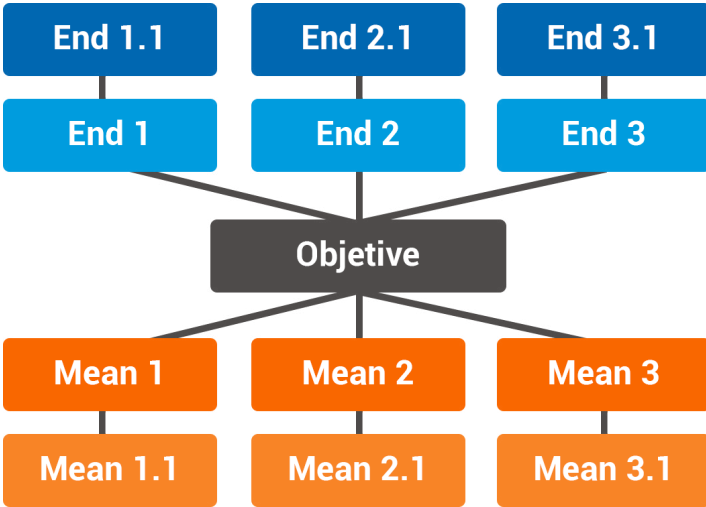 End 1.1
End 2.1
End 3.1
End 1
End 2
End 3
Objetive
Mean 1
Mean 2
Mean 3
Mean 1.1
Mean 2.1
Mean 3.1